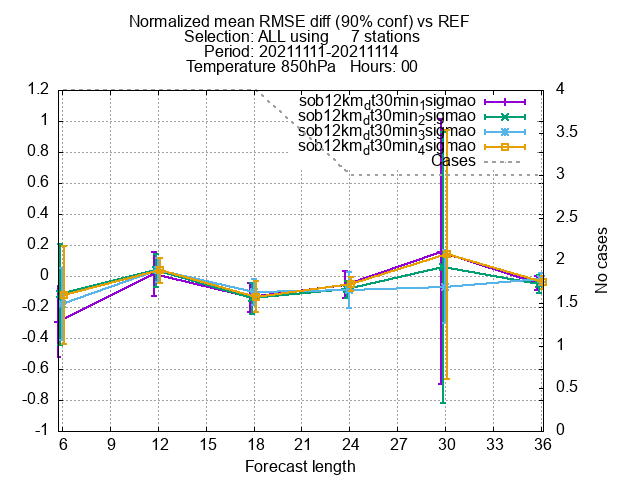 Normalized mean RMSE diff (90% conf) vs REF
Selection: ALL using 7 stations
Period: 20211111-20211114
Temperature 850hPa Hours: 00
sob12km_dt30min_1sigmao
sob12km_dt30min_2sigmao
sob12km_dt30min_3sigmao
sob12km_dt30min_4sigmao
Cases
1.2
1
0.8
0.6
0.4
0.2
0
-0.2
-0.4
-0.6
-0.8
-1
4
3.5
3
2.5
2
1.5
1
0.5
0
No cases
6 9 12 15 18 21 24 27 30 33 36
Forecast length